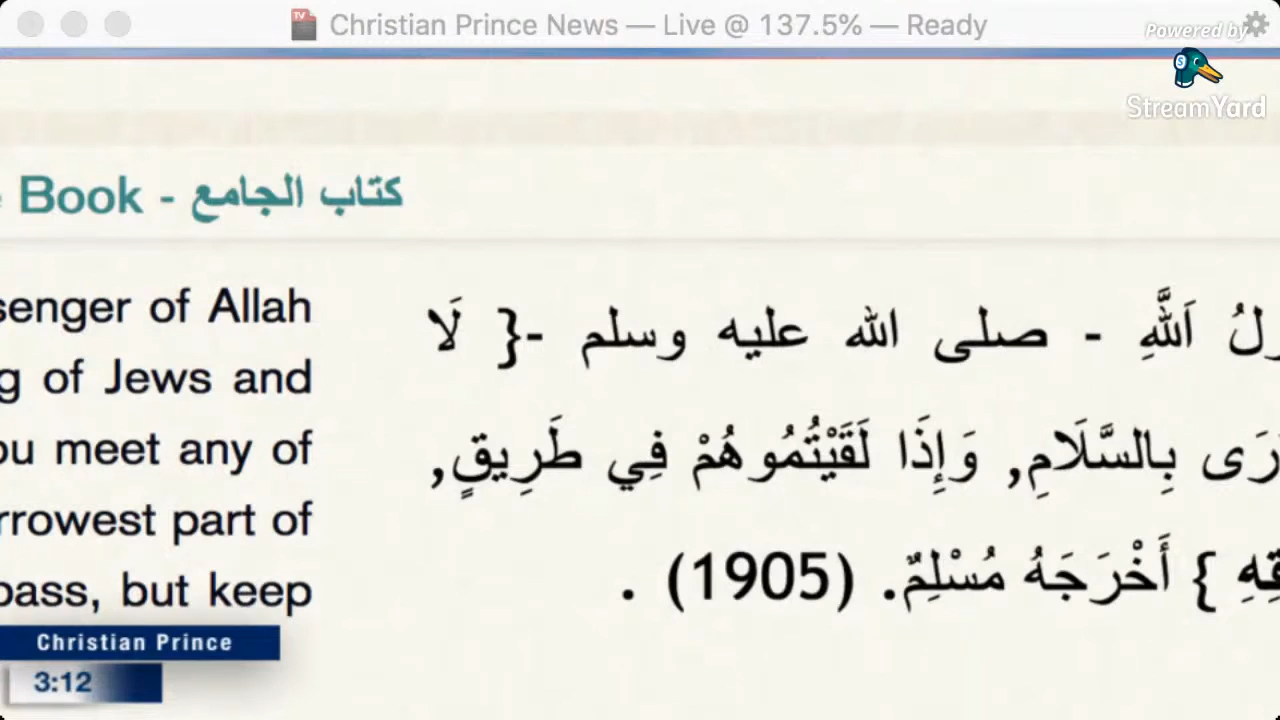 Christian Prince News — Live @ 137.5% — Ready
Powered by
StreamYard
Book - كتاب الجامع
senger of Allah
g of Jews and
ou meet any of
rrowest part of
pass, but keep
اَللَّهِ - صلى الله عليه وسلم -{ لَا
بِالسَّلَامِ, وَإِذَا لَقَيْتُمُوهُمْ فِي طَرِيقٍ,
} أَخْرَجَهُ مُسْلِمٌ. (1905) .
Christian Prince
3:12